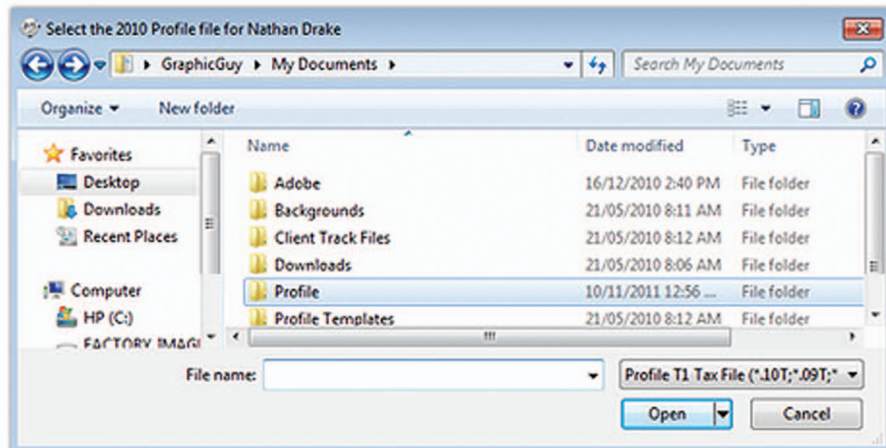 Select the 2010 Profile file for Nathan Drake
GraphicGuy My Documents
Search My Documents
Organize New folder
Favorites
Desktop
Downloads
Recent Places
Computer
HP (C:)
FACTORY IMAGI
Name Date modified Type
Adobe 16/12/2010 2:40 PM File folder
Backgrounds 21/05/2010 8:11 AM File folder
Client Track Files 21/05/2010 8:12 AM File folder
Downloads 21/05/2010 8:06 AM File folder
Profile 10/11/2011 12:56 ... File folder
Profile Templates 21/05/2010 8:12 AM File folder
File name:
Profile T1 Tax File (*.10T;*.09T;*
Open Cancel